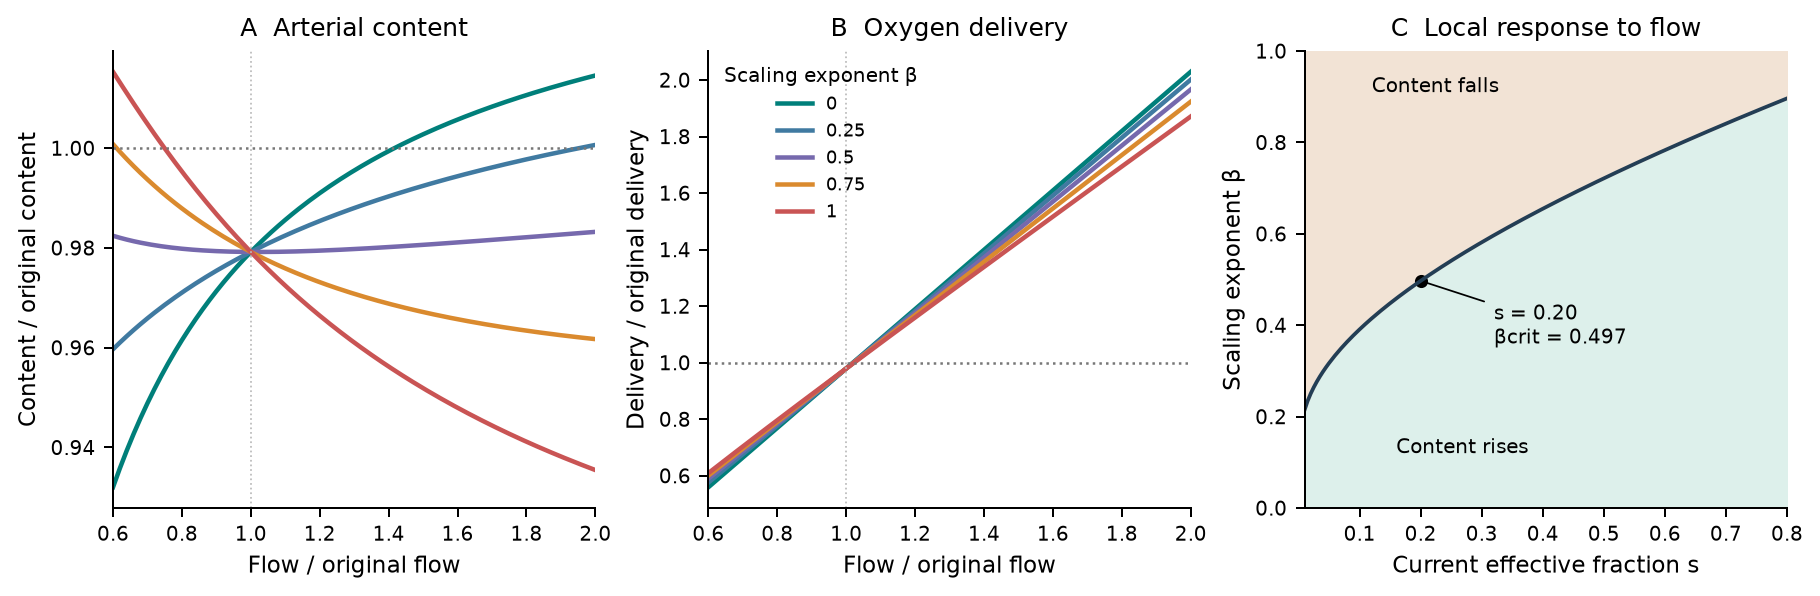 A Arterial content
Content / original content
1.00
0.98
0.96
0.94
0.6 0.8 1.0 1.2 1.4 1.6 1.8 2.0
Flow / original flow
B Oxygen delivery
Delivery / original delivery
2.0
1.8
1.6
1.4
1.2
1.0
0.8
0.6
Scaling exponent β
0
0.25
0.5
0.75
1
0.6 0.8 1.0 1.2 1.4 1.6 1.8 2.0
Flow / original flow
C Local response to flow
Scaling exponent β
1.0
0.8
0.6
0.4
0.2
0.0
Content falls
s = 0.20
βcrit = 0.497
Content rises
0.1 0.2 0.3 0.4 0.5 0.6 0.7 0.8
Current effective fraction s